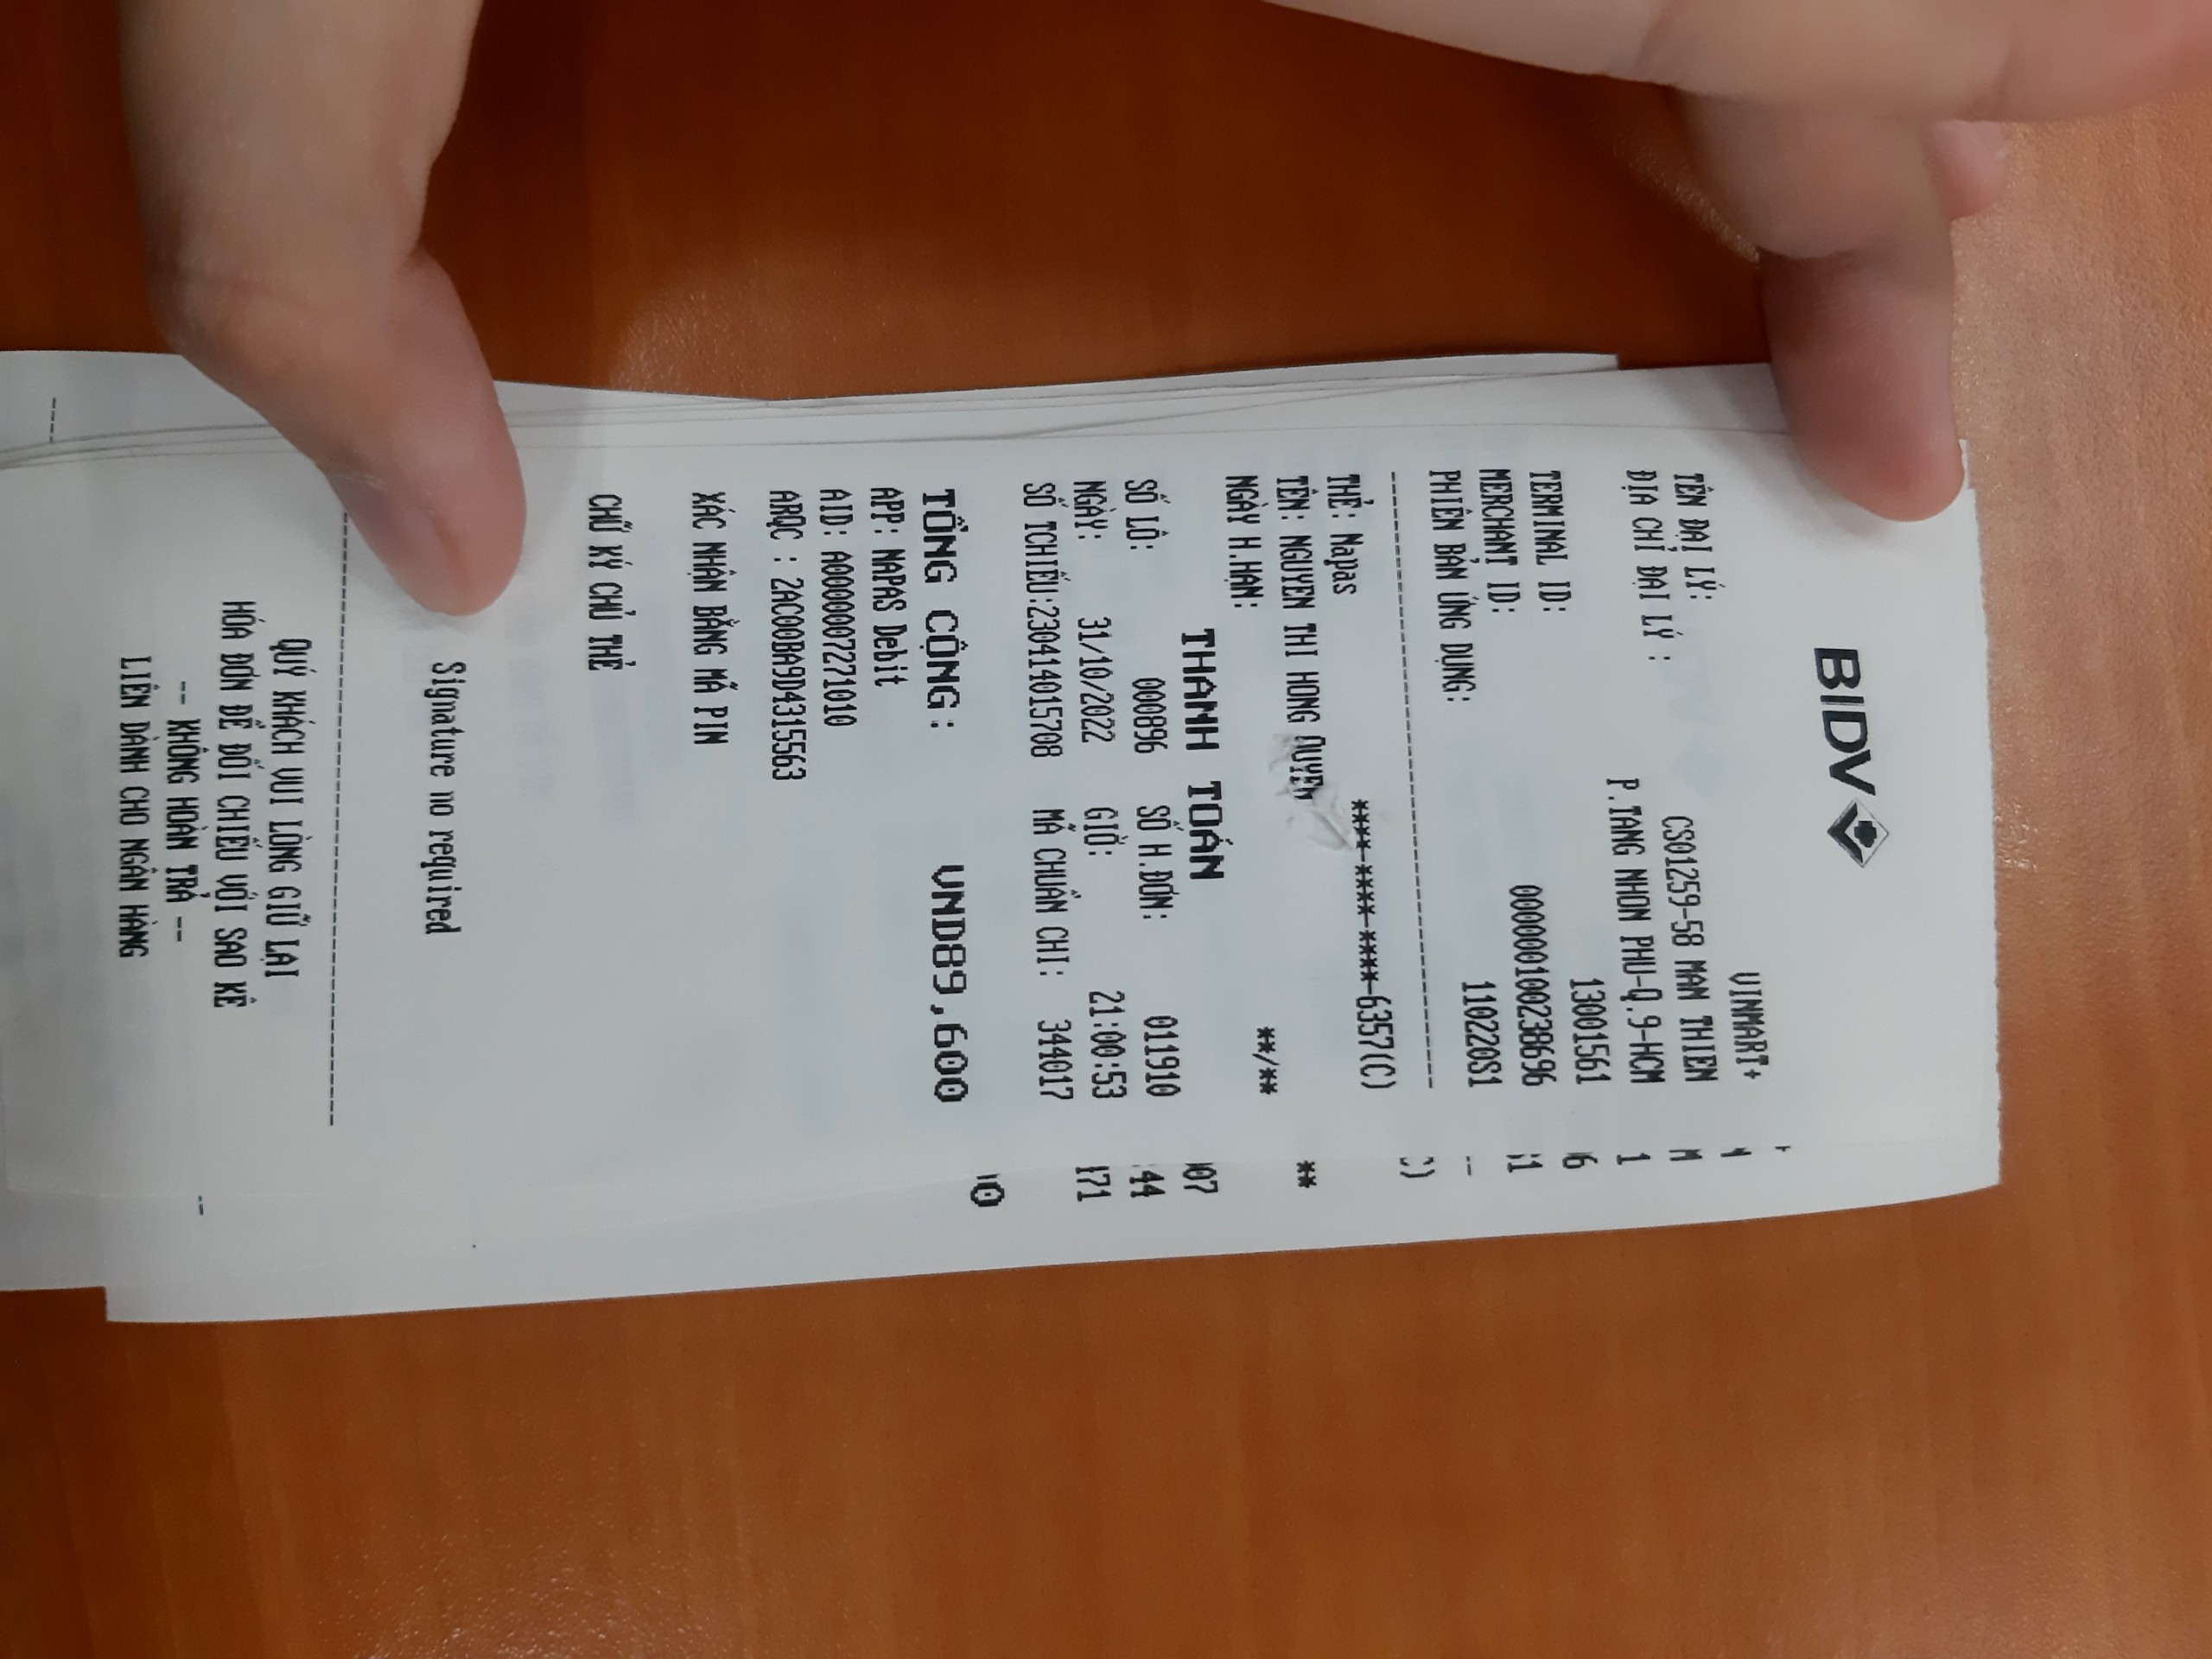 BIDV
TÊN ĐẠI LÝ: VINMART+
ĐỊA CHỈ ĐẠI LÝ : CS01259-58 MAN THIEN
P.TANG NHON PHU-Q.9-HCM
TERMINAL ID: 13001561
MERCHANT ID: 000000100238696
PHIÊN BẢN ỨNG DỤNG: 110220S1
THẺ: Napas ****-****-****-6357(C)
TÊN: NGUYEN THI HONG QUYEN
NGÀY H.HẠN: **/**
THANH TOÁN
SỐ LÔ: 000896 SỐ H.ĐƠN: 011910
NGÀY: 31/10/2022 GIỜ: 21:00:53
SỐ TCHIẾU:230414015708 MÃ CHUẨN CHI: 344017
TỔNG CỘNG: VND89,600
APP: NAPAS Debit
AID: A0000007271010
ARQC : 2AC00BA9D4315563
XÁC NHẬN BẰNG MÃ PIN
CHỮ KÝ CHỦ THẺ
Signature no required
QUÝ KHÁCH VUI LÒNG GIỮ LẠI
HÓA ĐƠN ĐỂ ĐỐI CHIẾU VỚI SAO KÊ
-- KHÔNG HOÀN TRẢ --
LIÊN DÀNH CHO NGÂN HÀNG